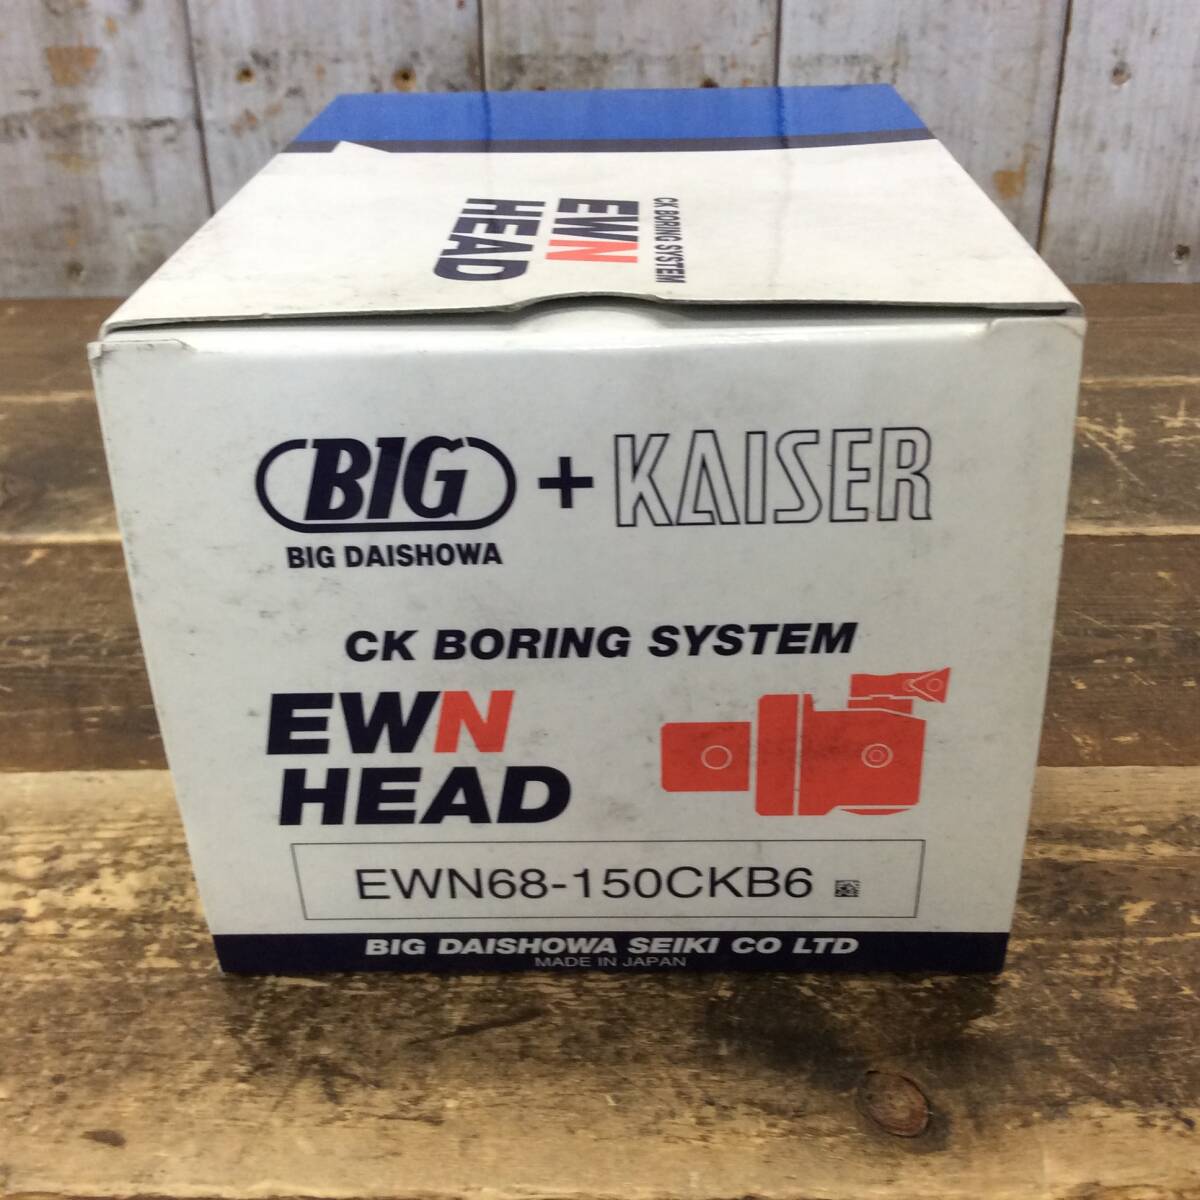 CK BORING SYSTEM
EWN
HEAD
BIG + KAISER
BIG DAISHOWA
CK BORING SYSTEM
EWN
HEAD
EWN68-150CKB6
BIG DAISHOWA SEIKI CO LTD
MADE IN JAPAN